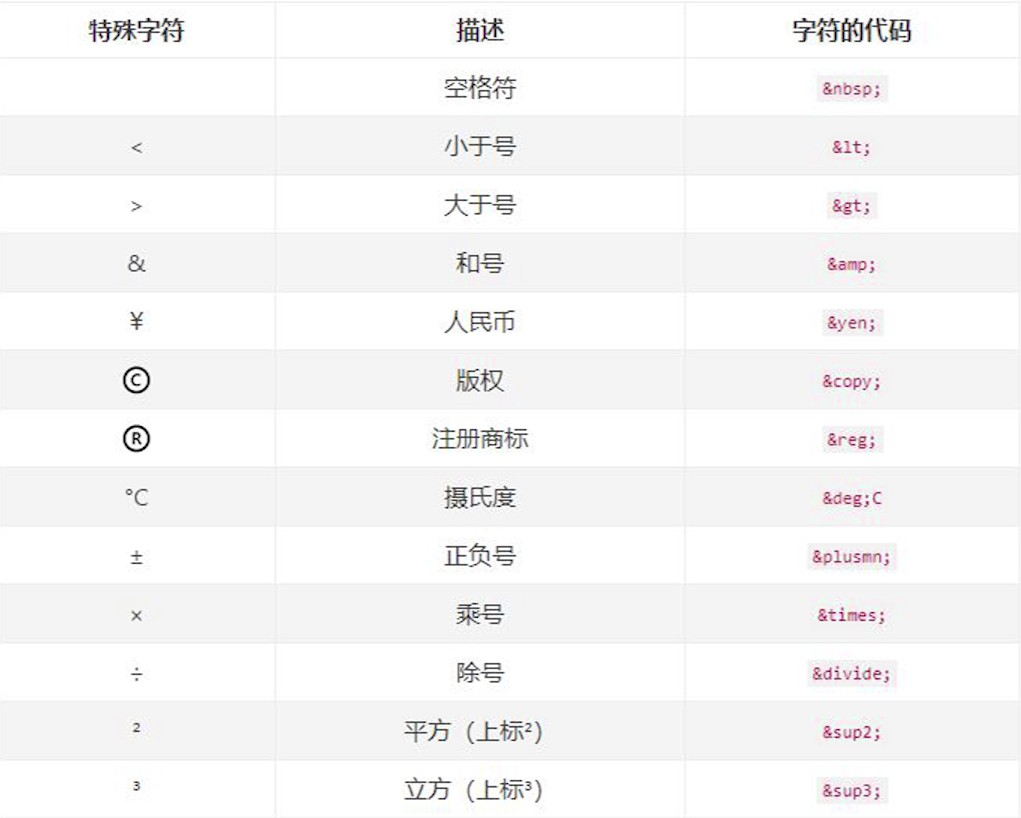 特殊字符 描述 字符的代码
空格符 &nbsp;
< 小于号 &lt;
> 大于号 &gt;
& 和号 &amp;
¥ 人民币 &yen;
© 版权 &copy;
® 注册商标 &reg;
°C 摄氏度 &deg;C
± 正负号 &plusmn;
× 乘号 &times;
÷ 除号 &divide;
² 平方（上标²） &sup2;
³ 立方（上标³） &sup3;